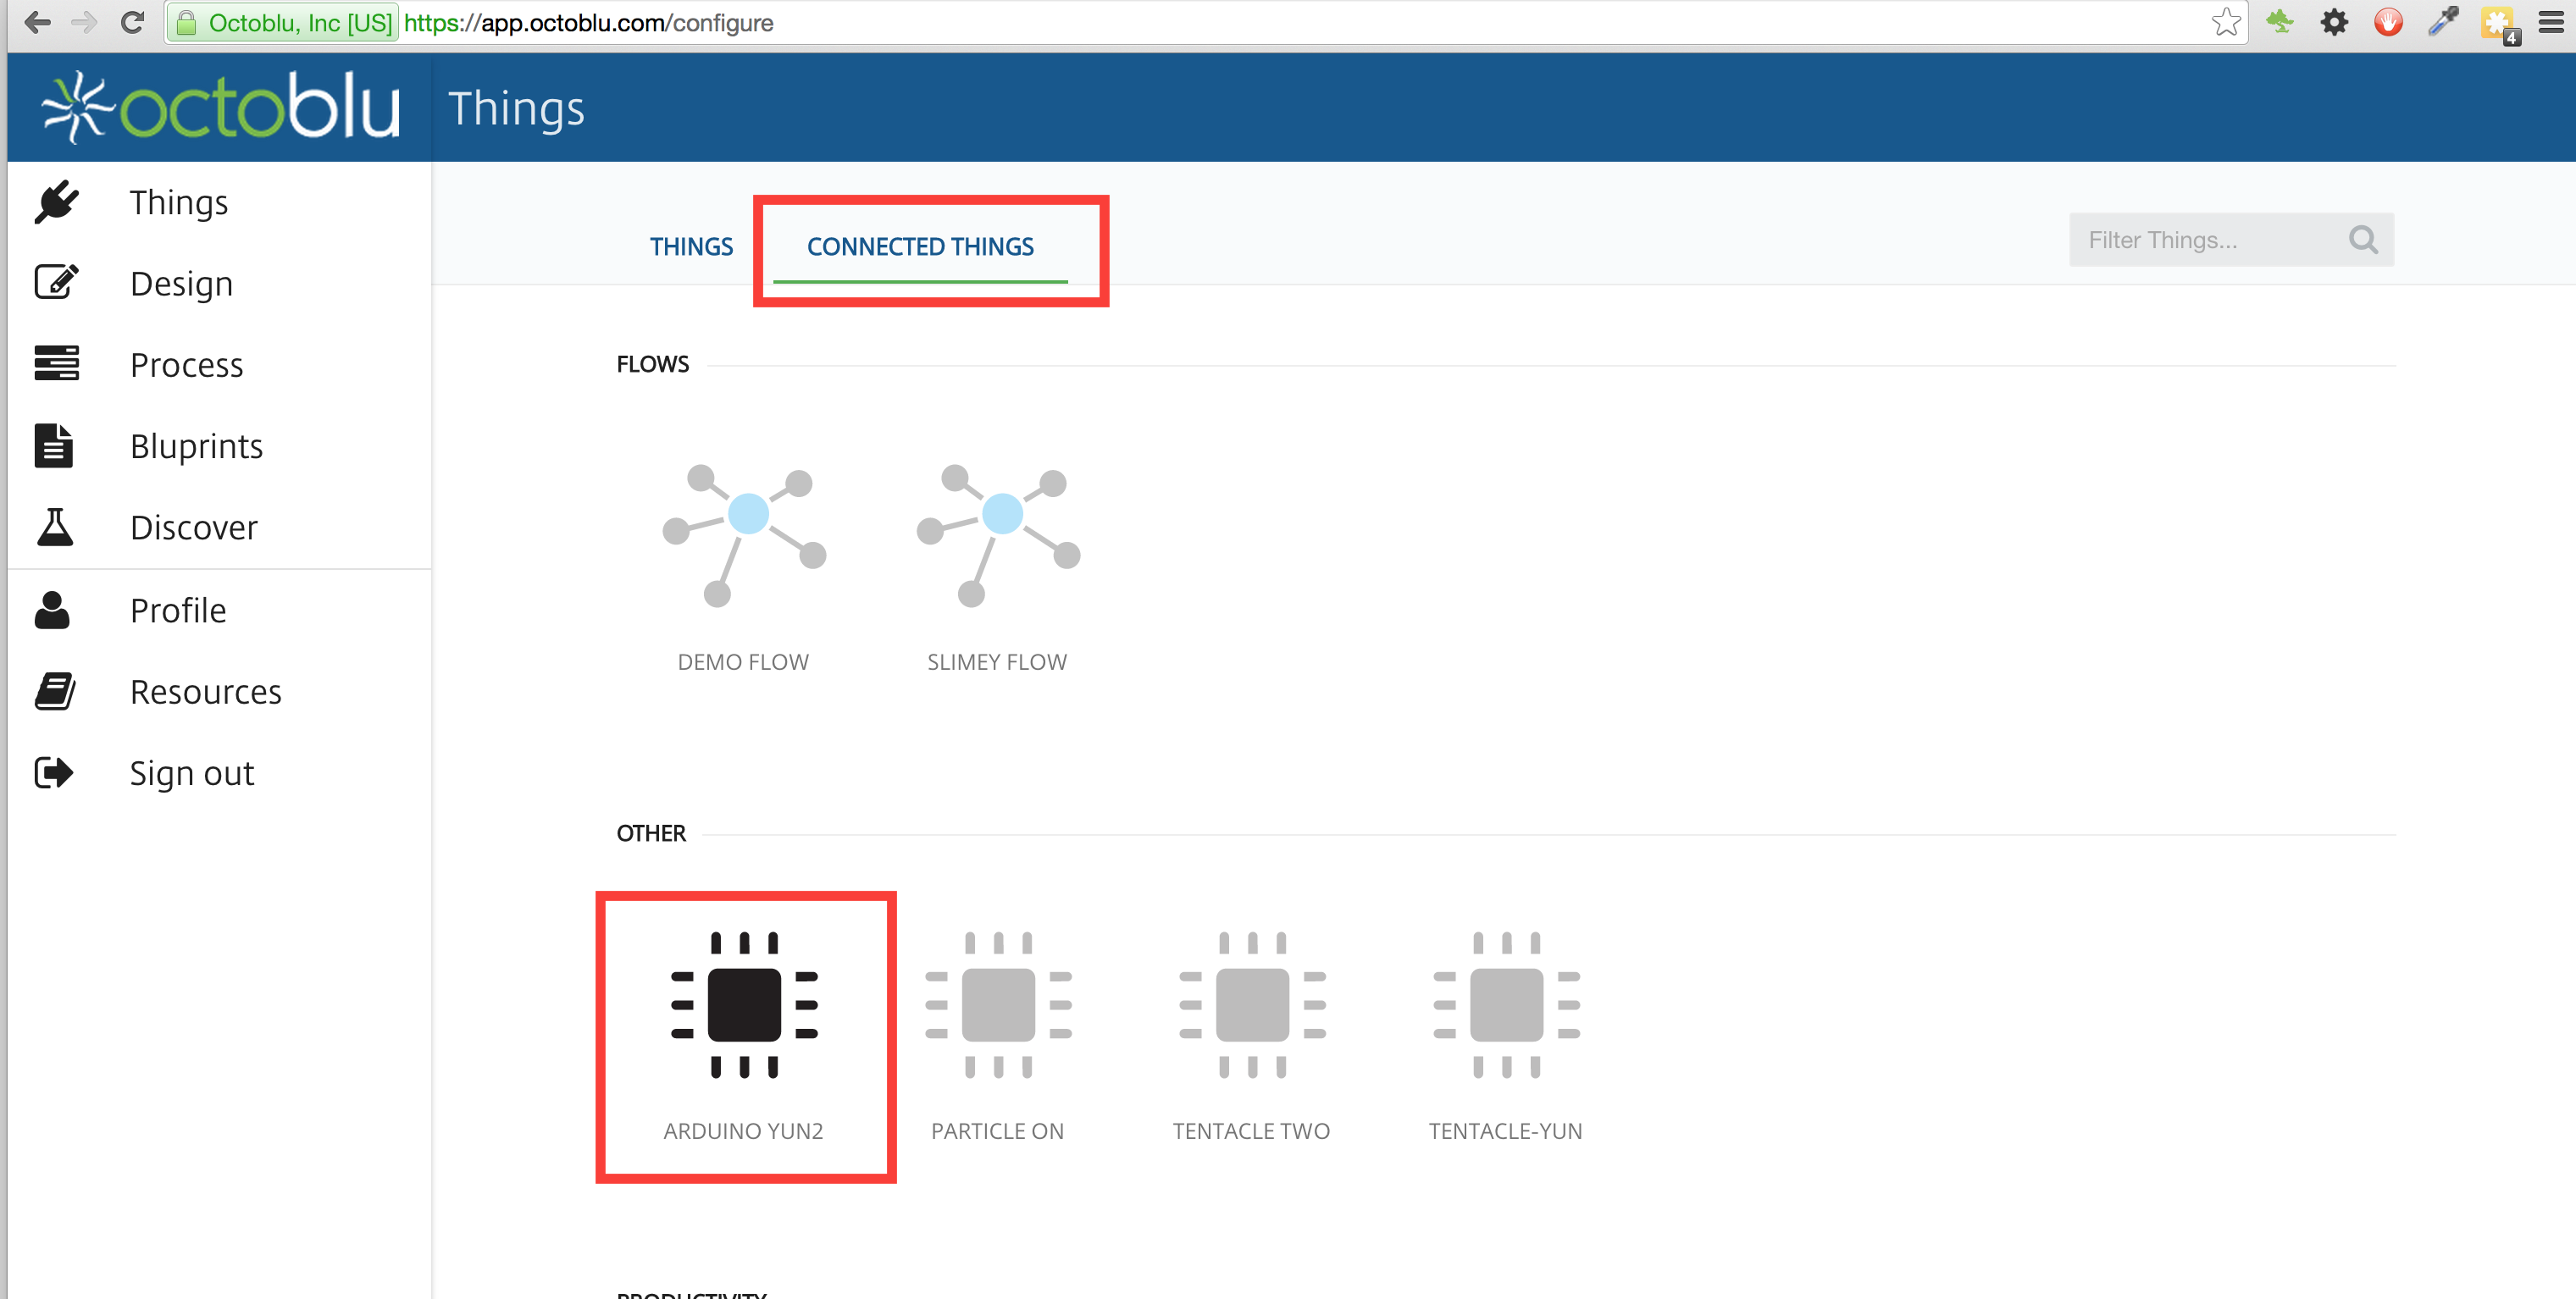 Octoblu, Inc [US] https://app.octoblu.com/configure
4
octoblu
Things
Things
Design
Process
Bluprints
Discover
Profile
Resources
Sign out
THINGS
CONNECTED THINGS
Filter Things...
FLOWS
DEMO FLOW
SLIMEY FLOW
OTHER
ARDUINO YUN2
PARTICLE ON
TENTACLE TWO
TENTACLE-YUN
PRODUCTIVITY